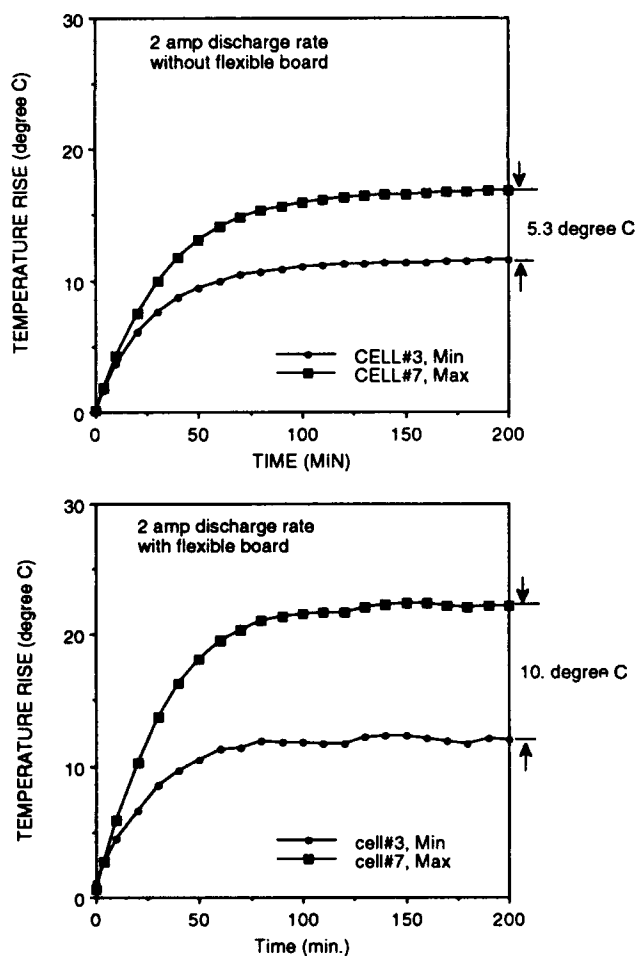 30
2 amp discharge rate
without flexible board
20
10
0
TEMPERATURE RISE (degree C)
5.3 degree C
CELL#3, Min
CELL#7, Max
0 50 100 150 200
TIME (MIN)
30
2 amp discharge rate
with flexible board
20
10
0
TEMPERATURE RISE (degree C)
10. degree C
cell#3, Min
cell#7, Max
0 50 100 150 200
Time (min.)